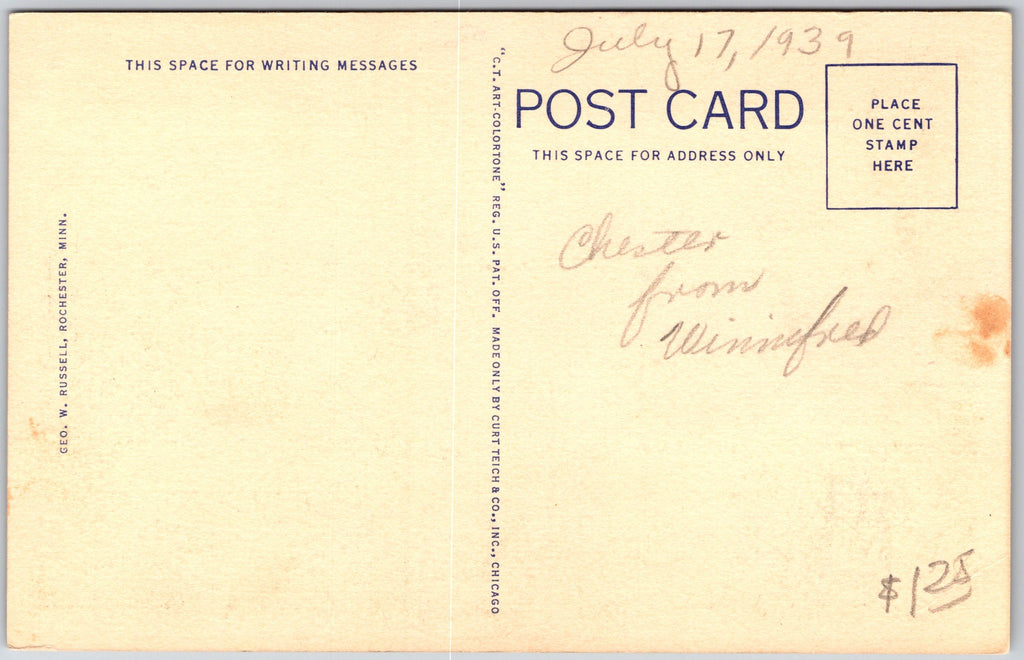 July 17, 1939
THIS SPACE FOR WRITING MESSAGES
GEO. W. RUSSELL, ROCHESTER, MINN.
"C.T. ART-COLORTONE" REG. U.S. PAT. OFF. MADE ONLY BY CURT TEICH & CO., INC., CHICAGO
POST CARD
THIS SPACE FOR ADDRESS ONLY
PLACE
ONE CENT
STAMP
HERE
Chester
from
Winnifred
$125